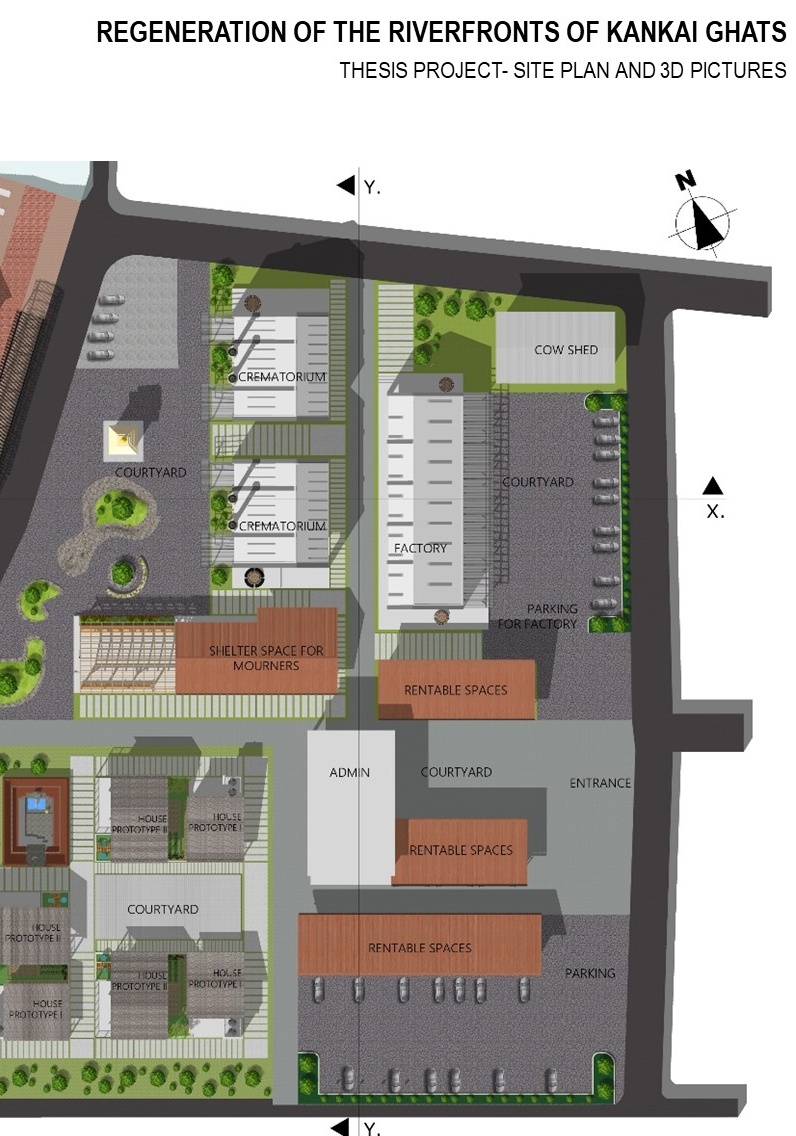 REGENERATION OF THE RIVERFRONTS OF KANKAI GHATS
THESIS PROJECT- SITE PLAN AND 3D PICTURES
Y.
N
COW SHED
CREMATORIUM
COURTYARD
COURTYARD
X.
CREMATORIUM
FACTORY
PARKING
FOR FACTORY
SHELTER SPACE FOR
MOURNERS
RENTABLE SPACES
ADMIN
COURTYARD
ENTRANCE
HOUSE
PROTOTYPE II
HOUSE
PROTOTYPE I
RENTABLE SPACES
COURTYARD
HOUSE
PROTOTYPE II
RENTABLE SPACES
HOUSE
PROTOTYPE II
HOUSE
PROTOTYPE I
PARKING
HOUSE
PROTOTYPE I
Y.